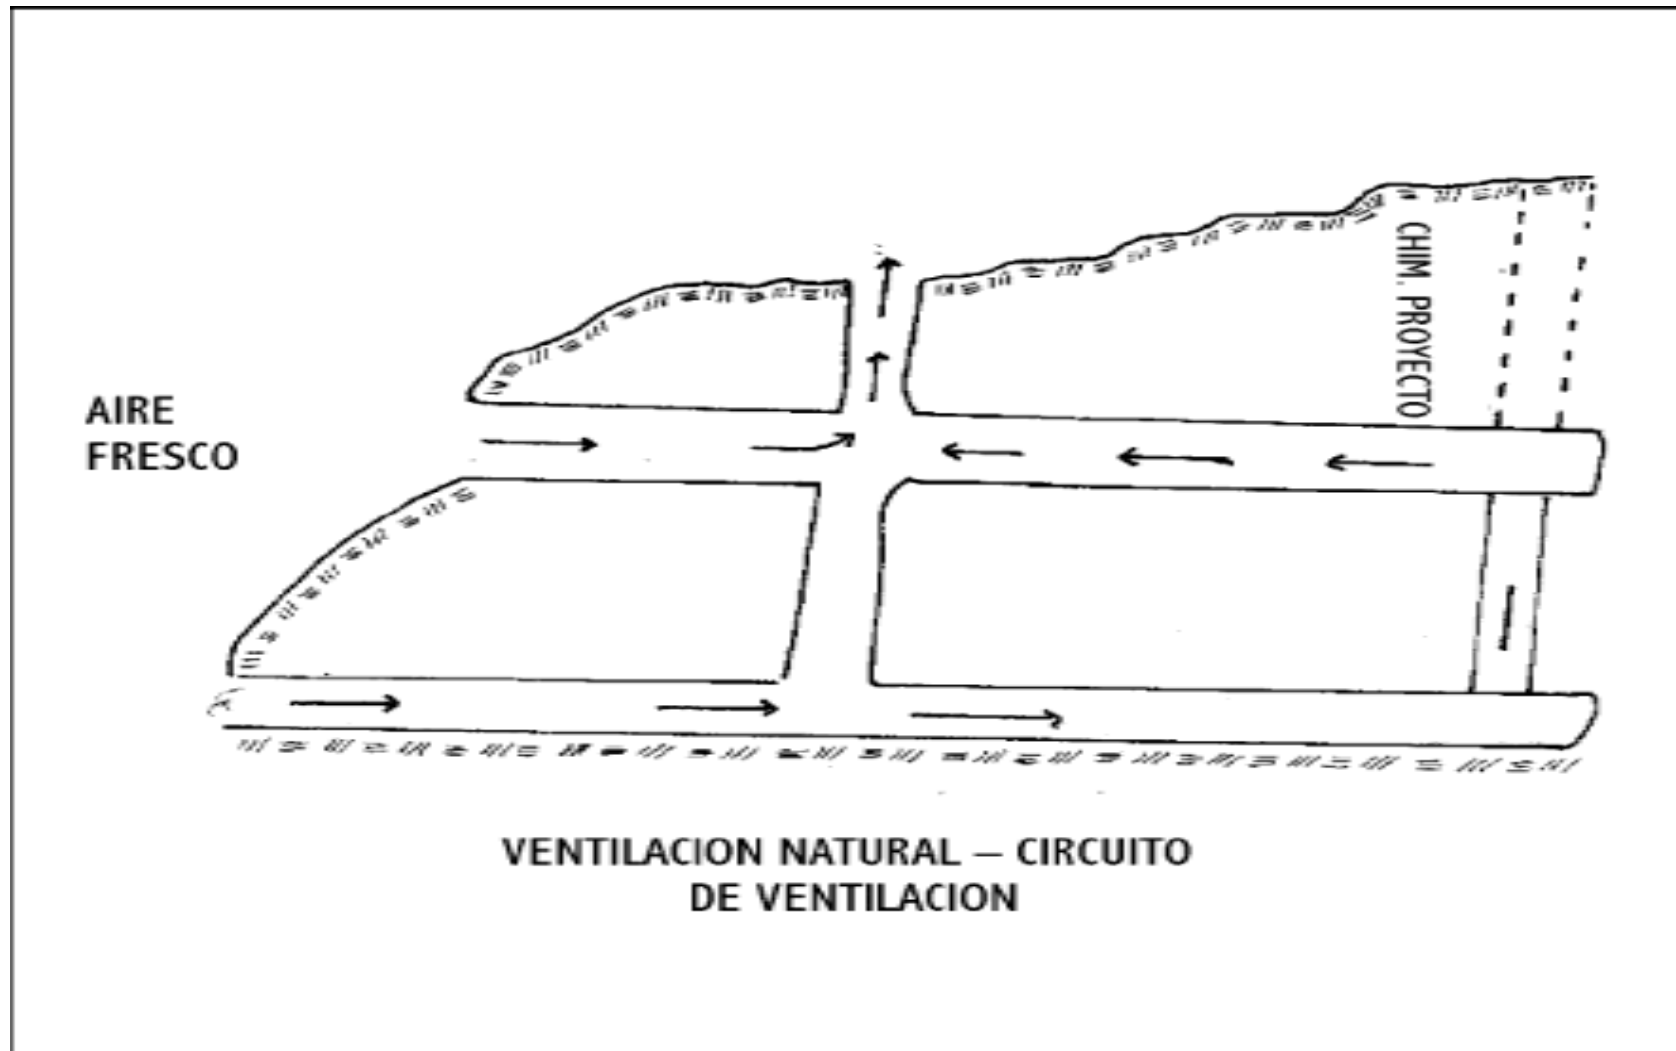 CHIM. PROYECTO
AIRE
FRESCO
VENTILACION NATURAL – CIRCUITO
DE VENTILACION